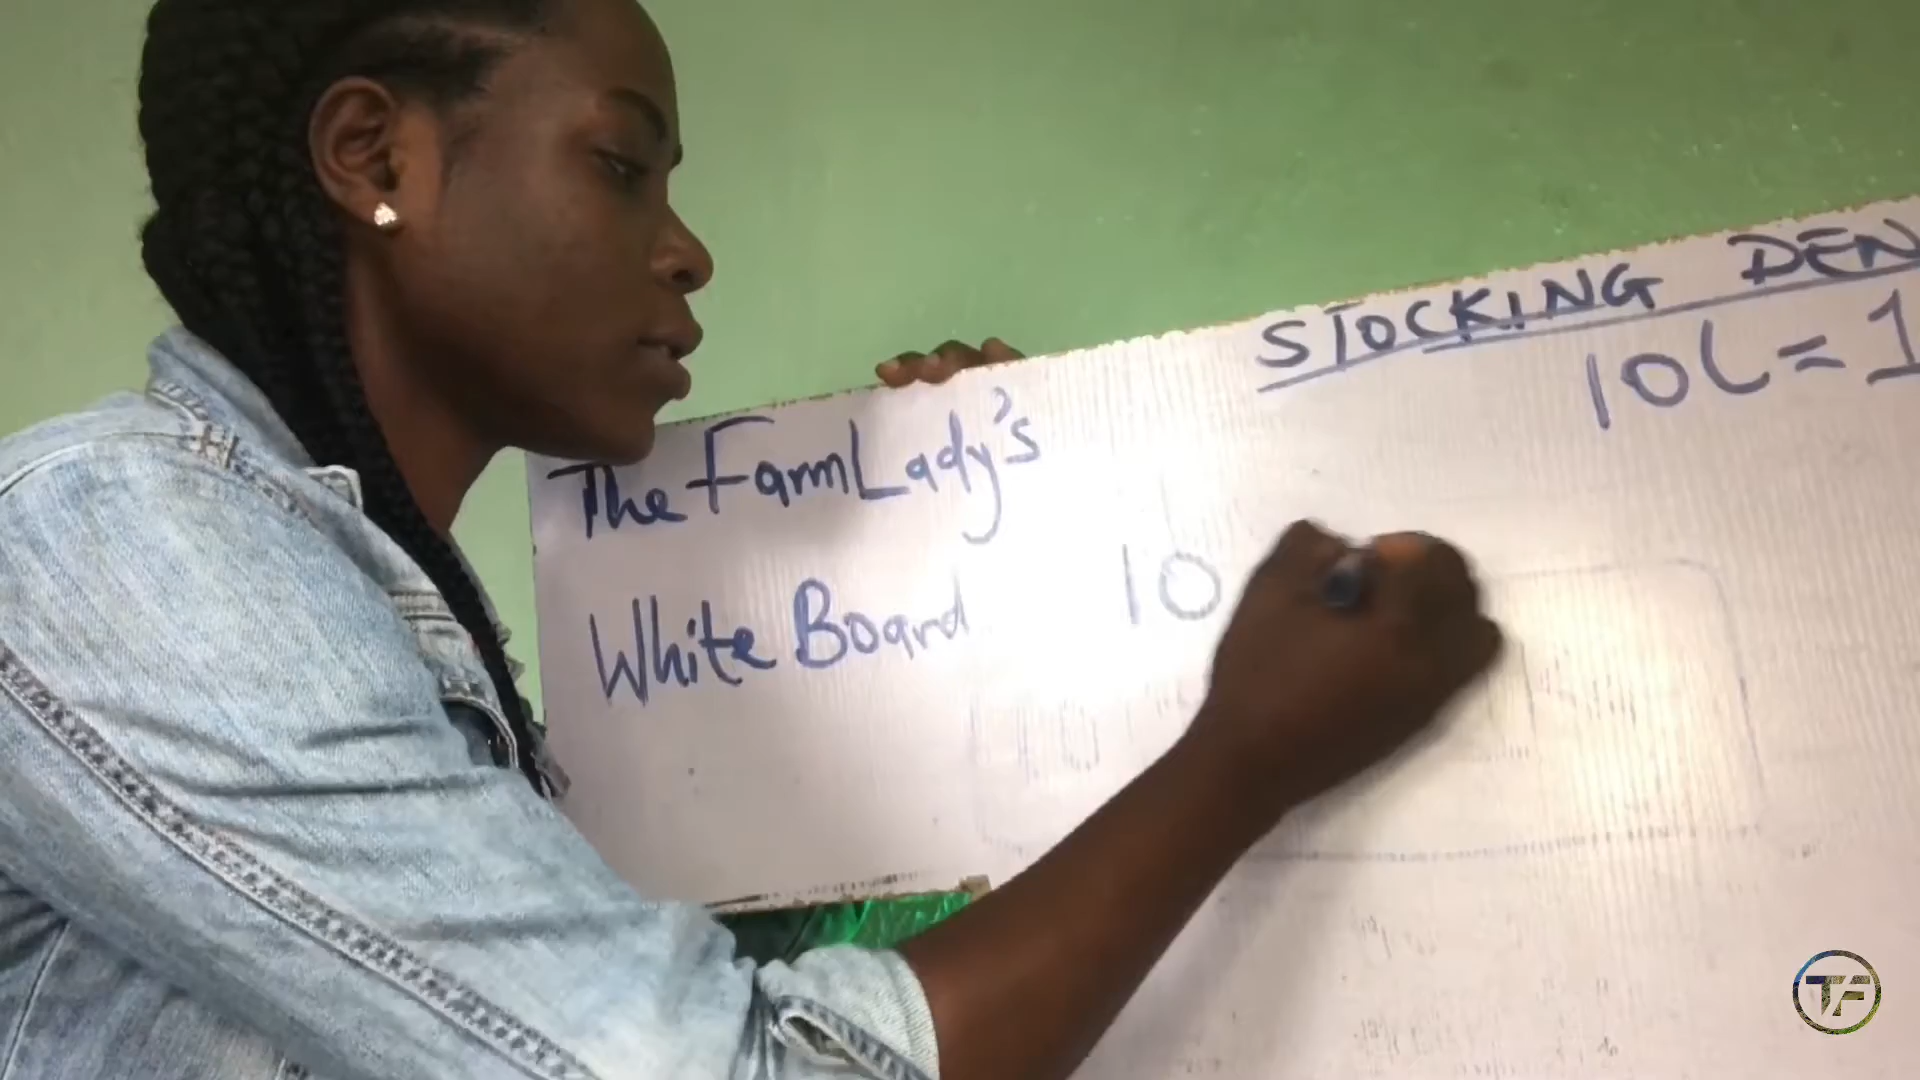 STOCKING DEN
10L = 1
The FarmLady's
White Board
10
TF